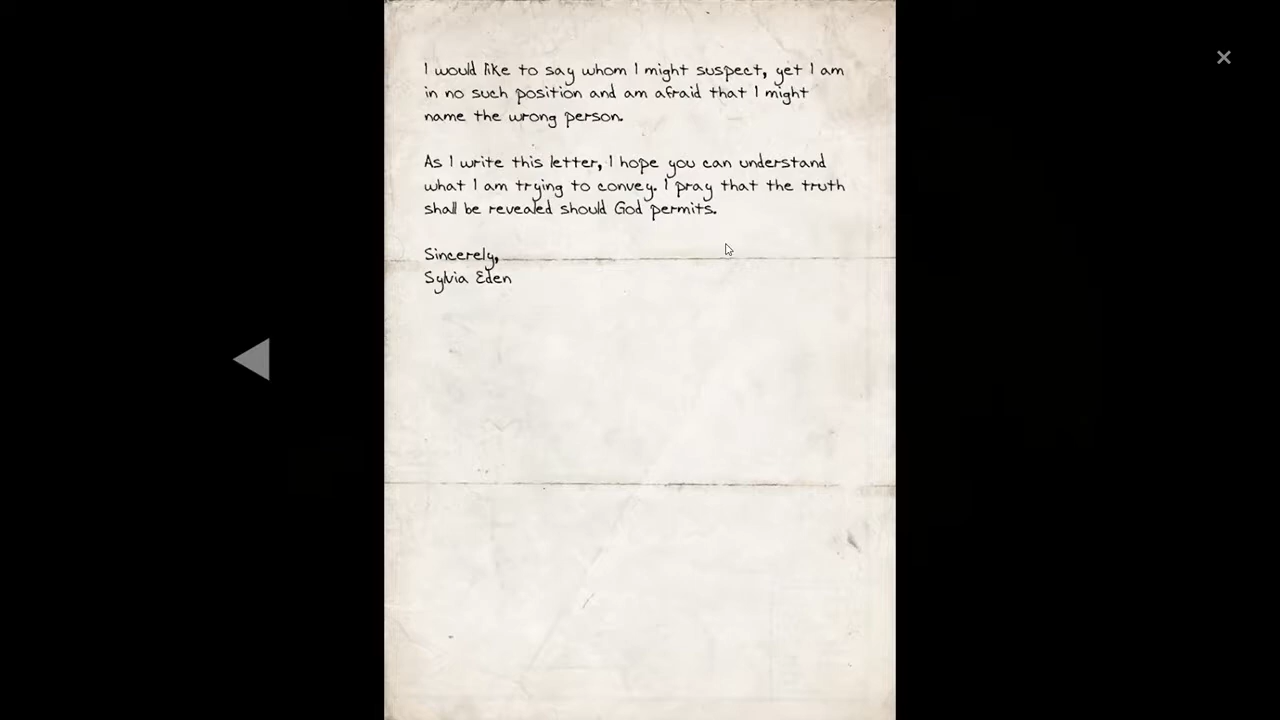 I would like to say whom I might suspect, yet I am
in no such position and am afraid that I might
name the wrong person.
As I write this letter, I hope you can understand
what I am trying to convey. I pray that the truth
shall be revealed should God permits.
Sincerely,
Sylvia Eden